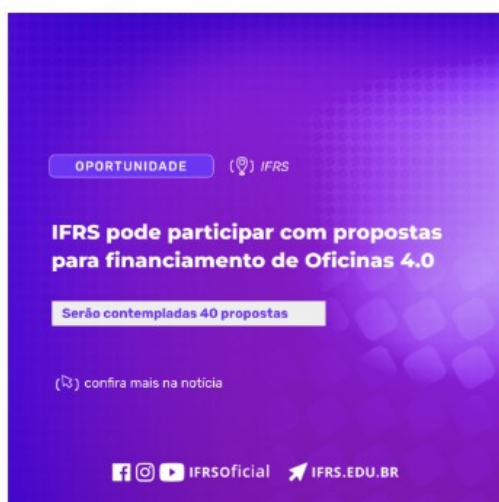 OPORTUNIDADE
IFRS
IFRS pode participar com propostas
para financiamento de Oficinas 4.0
Serão contempladas 40 propostas
confira mais na notícia
IFRSOficial IFRS.EDU.BR